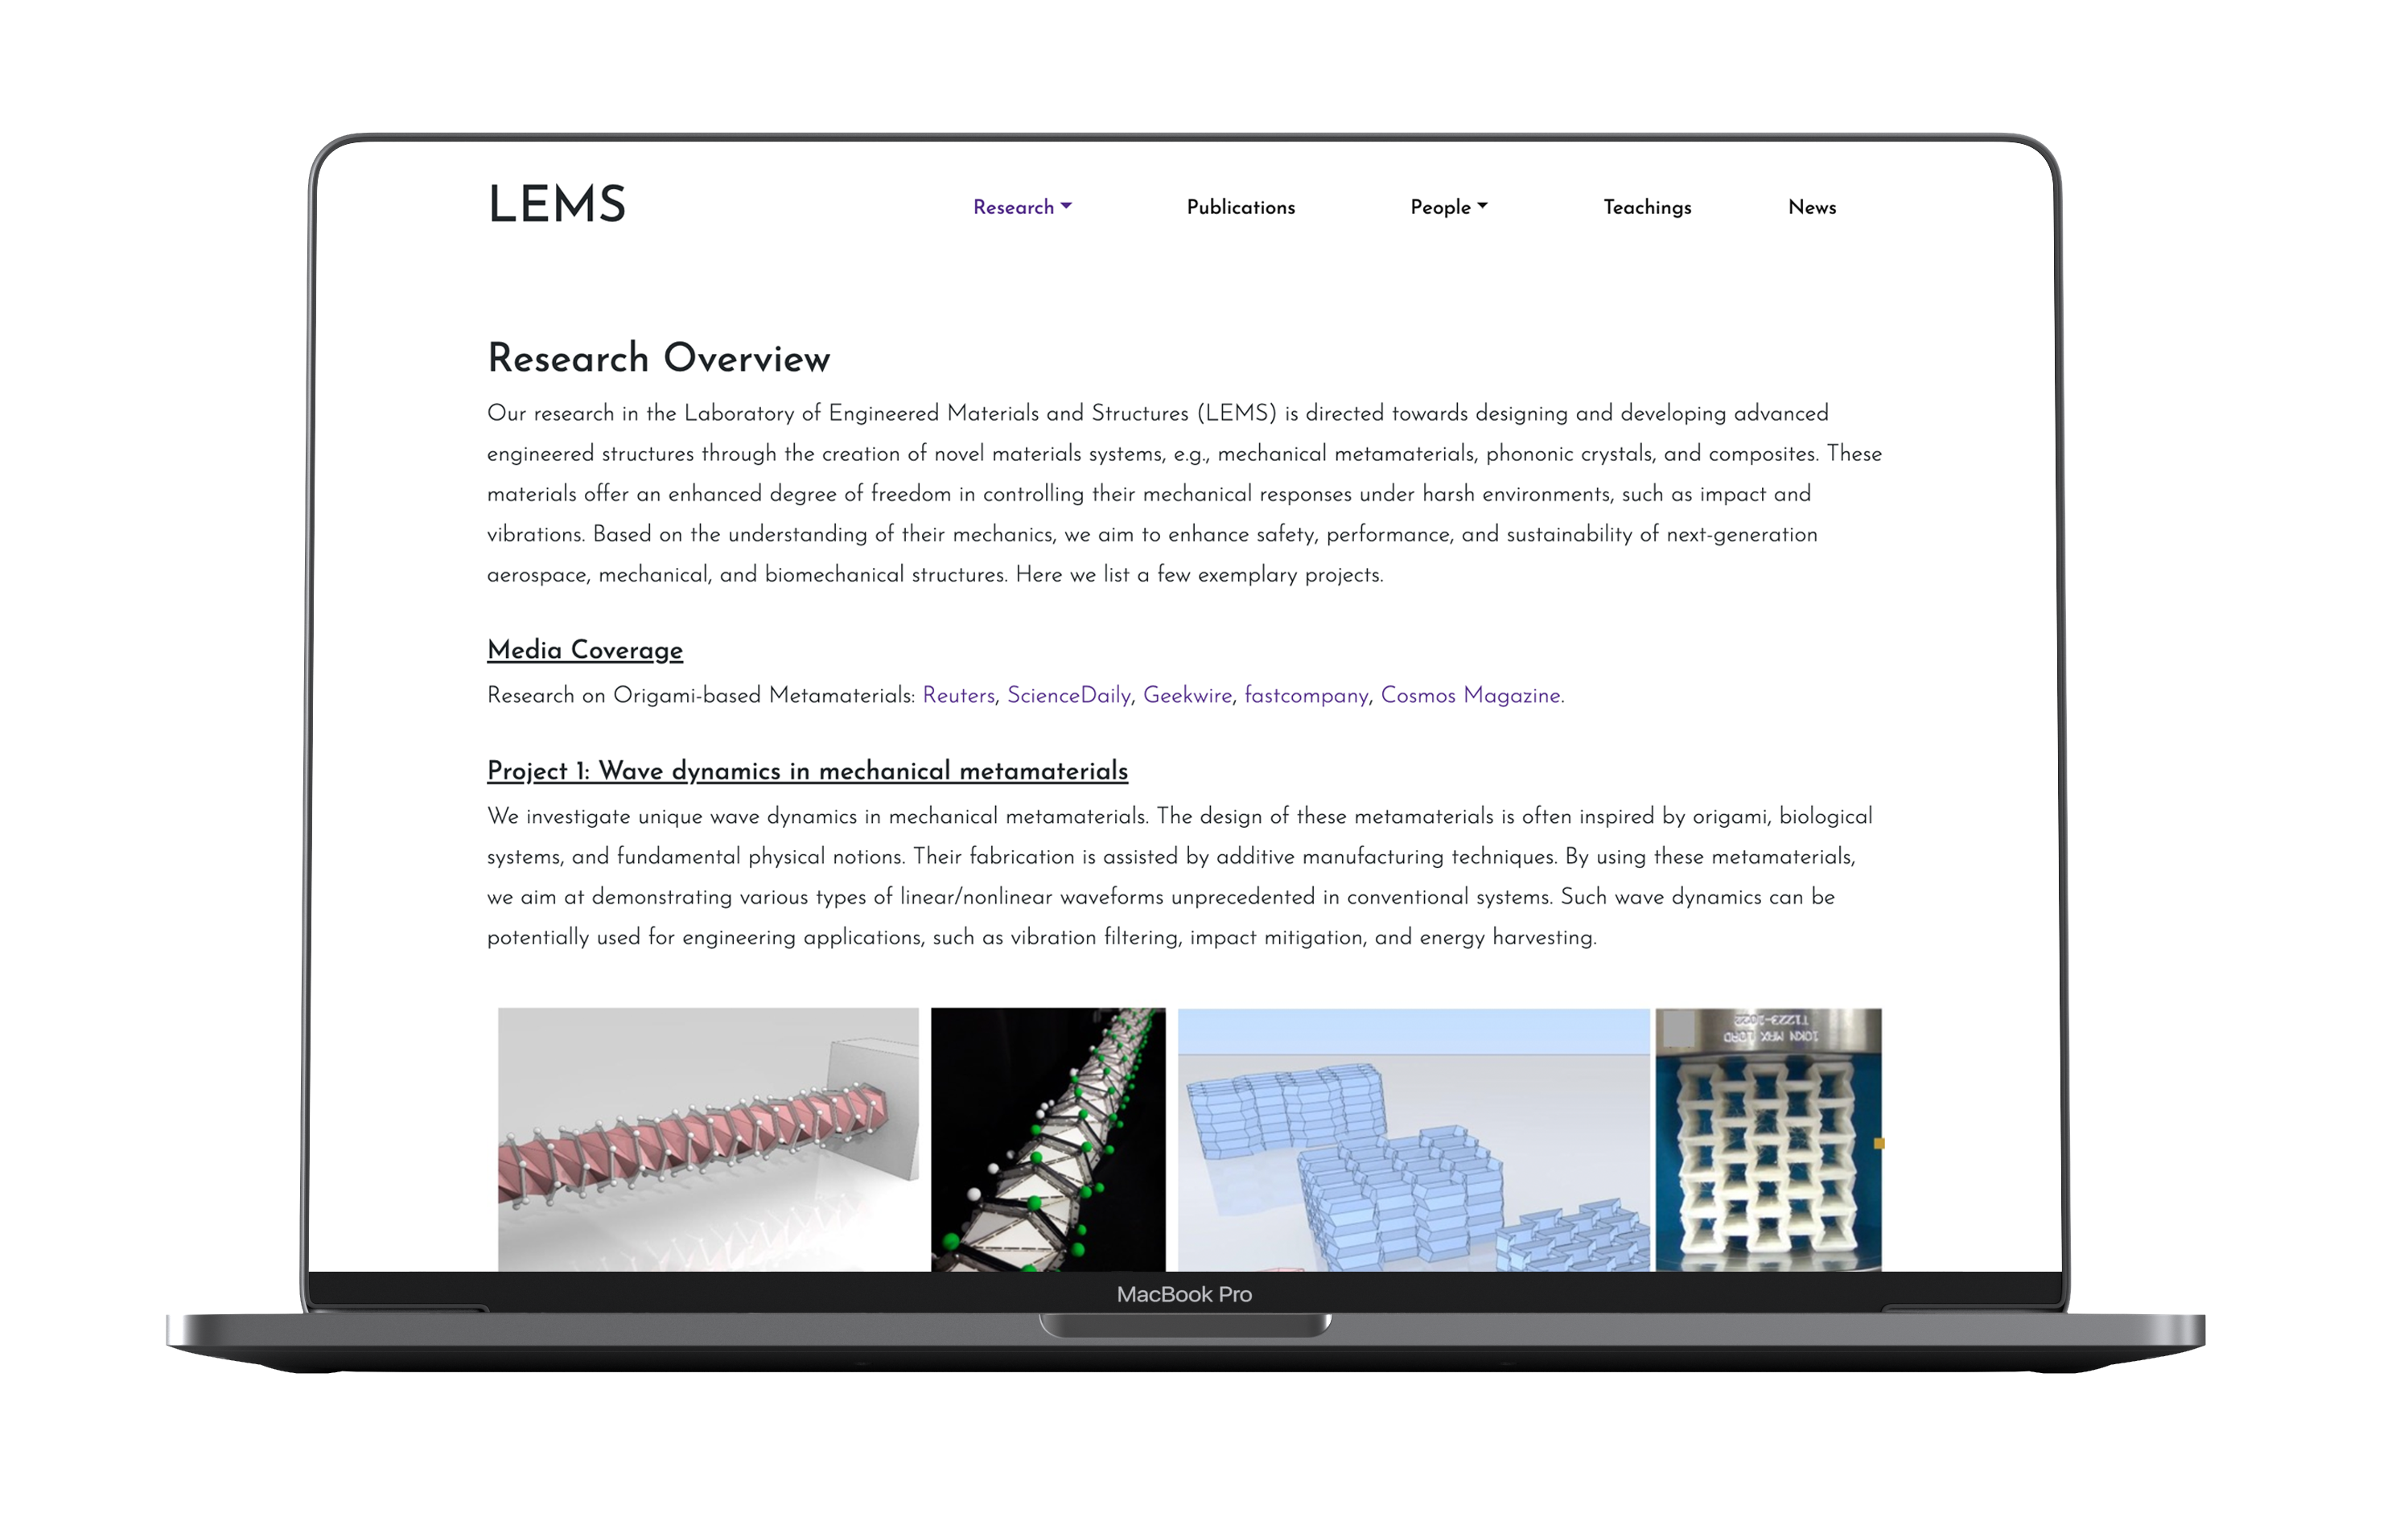 LEMS
Research
Publications
People
Teachings
News
Research Overview
Our research in the Laboratory of Engineered Materials and Structures (LEMS) is directed towards designing and developing advanced
engineered structures through the creation of novel materials systems, e.g., mechanical metamaterials, phononic crystals, and composites. These
materials offer an enhanced degree of freedom in controlling their mechanical responses under harsh environments, such as impact and
vibrations. Based on the understanding of their mechanics, we aim to enhance safety, performance, and sustainability of next-generation
aerospace, mechanical, and biomechanical structures. Here we list a few exemplary projects.
Media Coverage
Research on Origami-based Metamaterials: Reuters, ScienceDaily, Geekwire, fastcompany, Cosmos Magazine.
Project 1: Wave dynamics in mechanical metamaterials
We investigate unique wave dynamics in mechanical metamaterials. The design of these metamaterials is often inspired by origami, biological
systems, and fundamental physical notions. Their fabrication is assisted by additive manufacturing techniques. By using these metamaterials,
we aim at demonstrating various types of linear/nonlinear waveforms unprecedented in conventional systems. Such wave dynamics can be
potentially used for engineering applications, such as vibration filtering, impact mitigation, and energy harvesting.
10KN MAX LOAD
T1223-2022
MacBook Pro